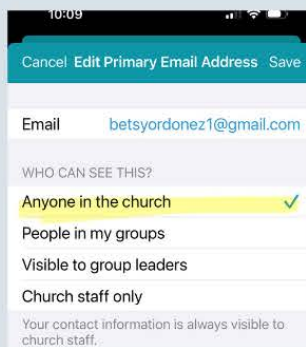 10:09
Cancel Edit Primary Email Address Save
Email betsyordonez1@gmail.com
WHO CAN SEE THIS?
Anyone in the church
People in my groups
Visible to group leaders
Church staff only
Your contact information is always visible to
church staff.